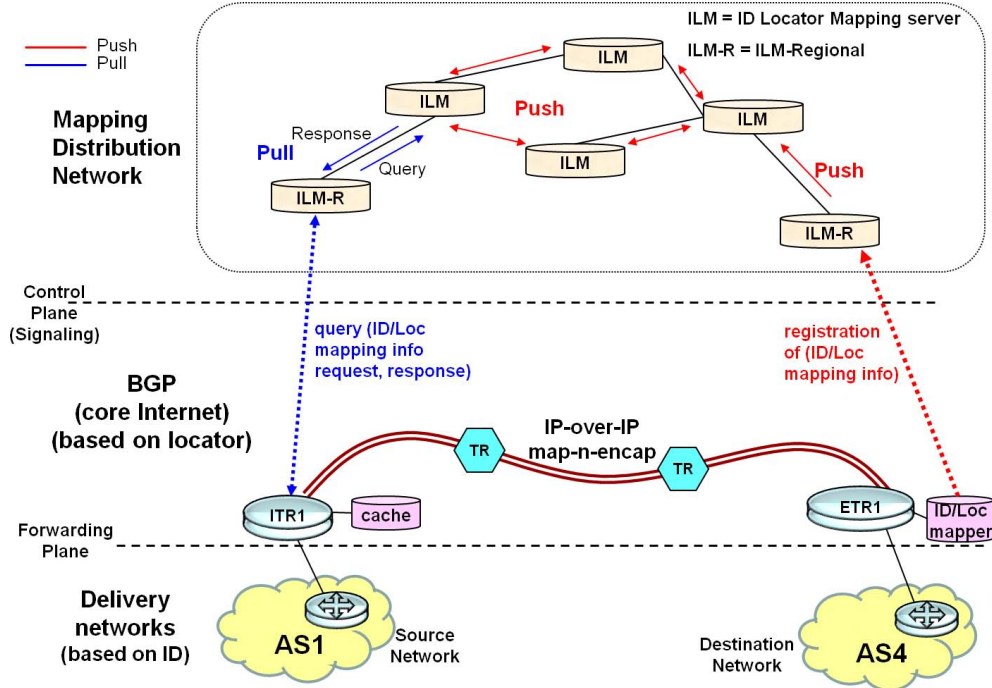 Push
Pull
ILM = ID Locator Mapping server
ILM-R = ILM-Regional
Mapping
Distribution
Network
ILM
ILM
ILM
ILM
Push
Response
Pull
Query
ILM-R
Push
ILM-R
Control
Plane
(Signaling)
query (ID/Loc
mapping info
request, response)
registration
of (ID/Loc
mapping info)
BGP
(core Internet)
(based on locator)
IP-over-IP
map-n-encap
TR
TR
ITR1
cache
ETR1
ID/Loc
mapper
Forwarding
Plane
Delivery
networks
(based on ID)
AS1
Source
Network
Destination
Network
AS4